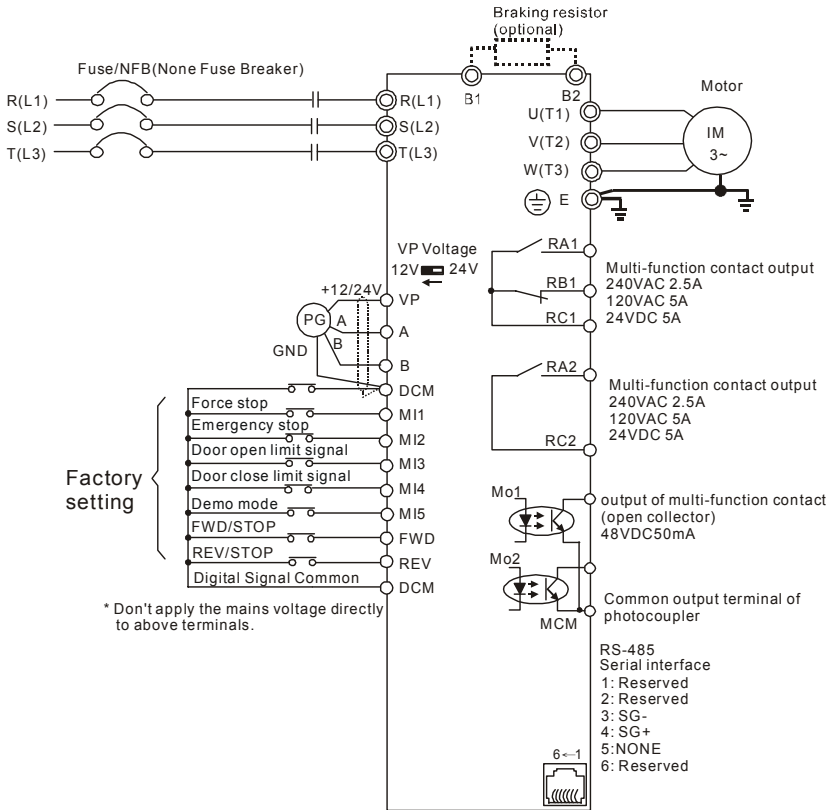 Braking resistor
(optional)
Fuse/NFB(None Fuse Breaker)
R(L1)
S(L2)
T(L3)
R(L1)
S(L2)
T(L3)
B1
B2
Motor
U(T1)
V(T2)
W(T3)
IM
3~
E
VP Voltage
12V 24V
+12/24V
VP
PG
A
A
B
GND
B
DCM
Force stop
MI1
Emergency stop
MI2
Door open limit signal
MI3
Door close limit signal
MI4
Demo mode
MI5
FWD/STOP
FWD
REV/STOP
REV
Digital Signal Common
DCM
Factory
setting
* Don't apply the mains voltage directly
to above terminals.
RA1
RB1
RC1
Multi-function contact output
240VAC 2.5A
120VAC 5A
24VDC 5A
RA2
RC2
Multi-function contact output
240VAC 2.5A
120VAC 5A
24VDC 5A
Mo1
output of multi-function contact
(open collector)
48VDC50mA
Mo2
MCM
Common output terminal of
photocoupler
RS-485
Serial interface
1: Reserved
2: Reserved
3: SG-
4: SG+
5:NONE
6: Reserved
6←1